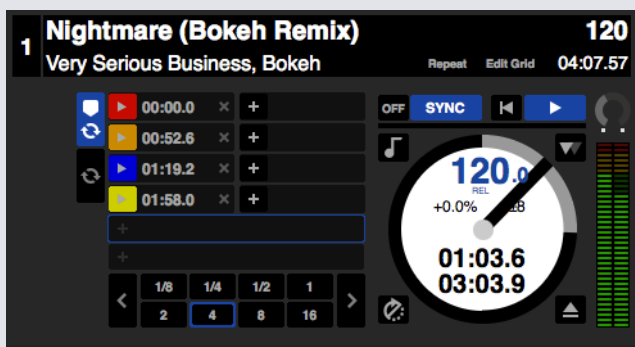 1
Nightmare (Bokeh Remix) 120
Very Serious Business, Bokeh Repeat Edit Grid 04:07.57
OFF SYNC
00:00.0
00:52.6
01:19.2
01:58.0
120.0
REL
+0.0%
01:03.6
03:03.9
1/8 1/4 1/2 1
2 4 8 16